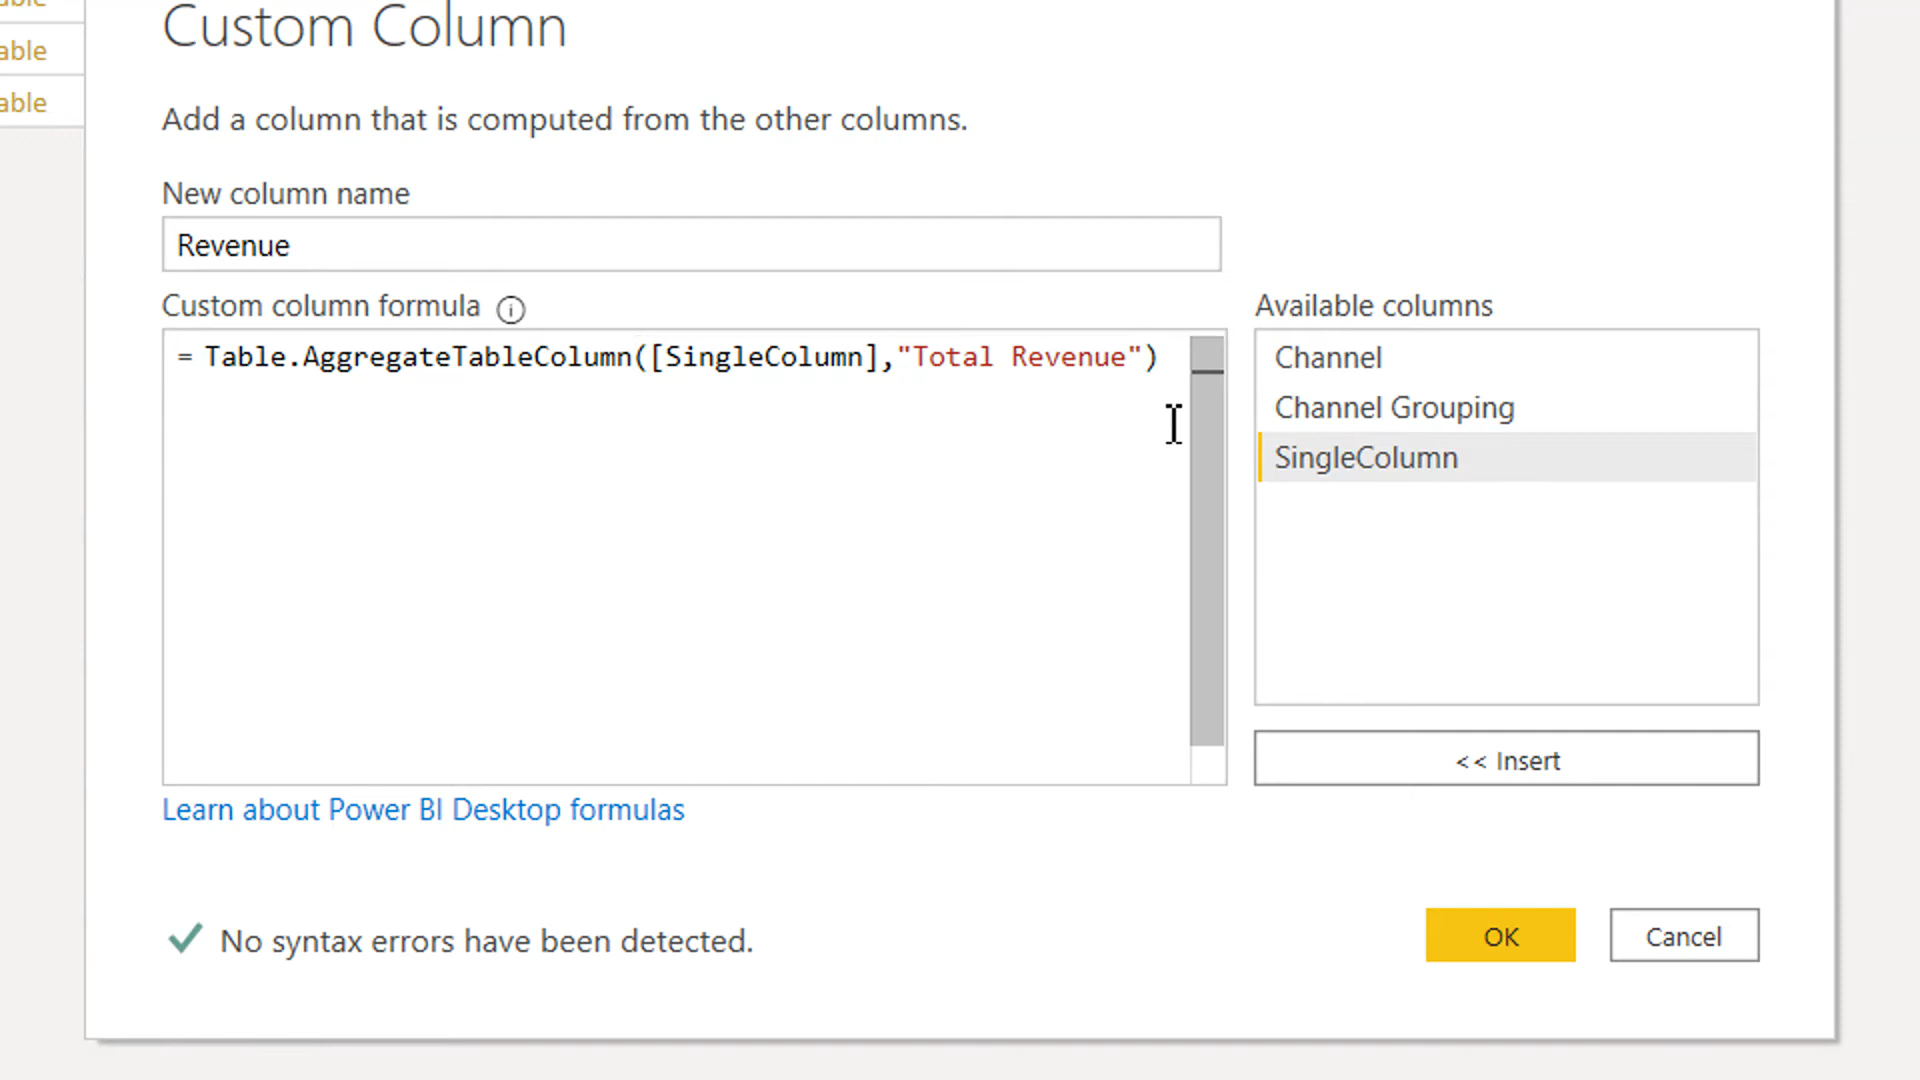 able
able
able
Custom Column
Add a column that is computed from the other columns.
New column name
Revenue
Custom column formula
= Table.AggregateTableColumn([SingleColumn],"Total Revenue")
Available columns
Channel
Channel Grouping
SingleColumn
<< Insert
Learn about Power BI Desktop formulas
No syntax errors have been detected.
OK
Cancel